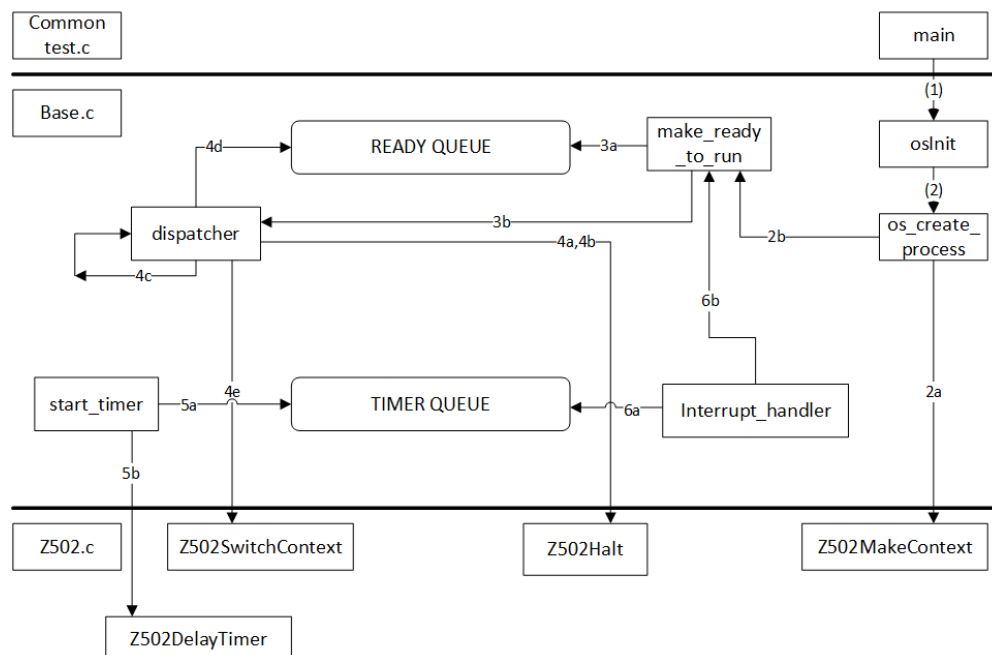 Common
test.c
main
(1)
Base.c
osInit
READY QUEUE
make_ready
_to_run
4d
3a
(2)
dispatcher
3b
os_create_
process
2b
4a,4b
4c
6b
start_timer
5a
4e
TIMER QUEUE
6a
Interrupt_handler
2a
5b
Z502.c
Z502SwitchContext
Z502Halt
Z502MakeContext
Z502DelayTimer